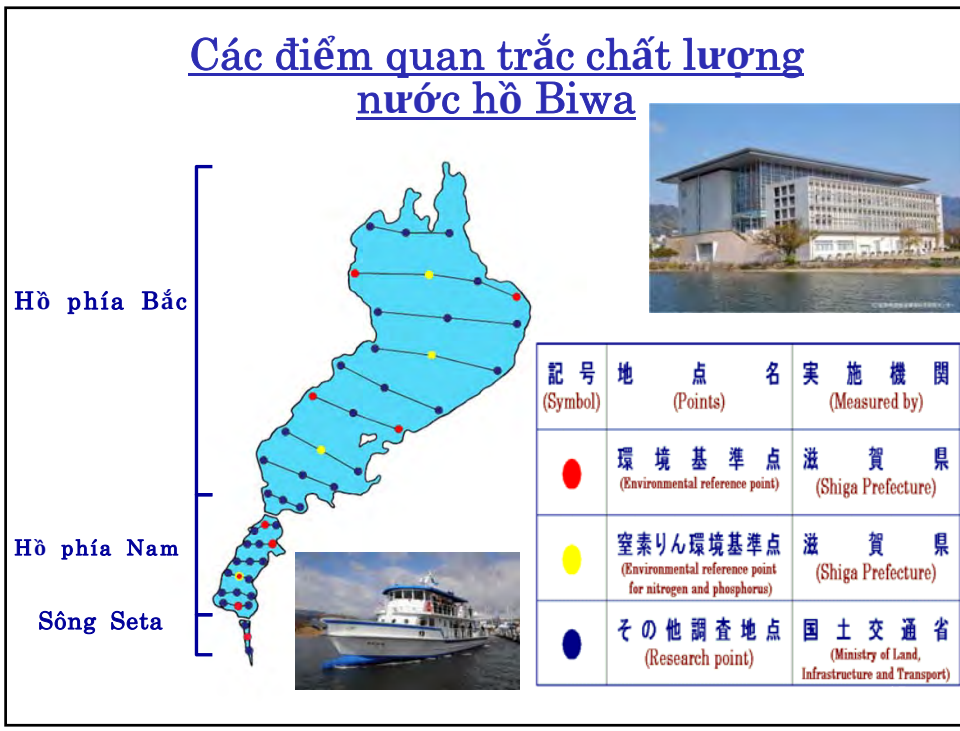 Các điểm quan trắc chất lượng
nước hồ Biwa
Hồ phía Bắc
Hồ phía Nam
Sông Seta
記号 地点名 実施機関
(Symbol) (Points) (Measured by)
環境基準点 滋賀県
(Environmental reference point) (Shiga Prefecture)
窒素りん環境基準点 滋賀県
(Environmental reference point
for nitrogen and phosphorus) (Shiga Prefecture)
その他調査地点 国土交通省
(Research point) (Ministry of Land,
Infrastructure and Transport)